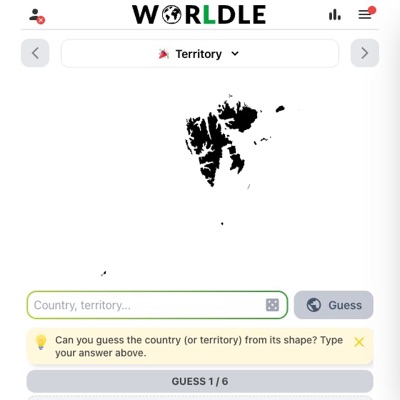 WORLDLE
🎉 Territory
Country, territory...
Guess
Can you guess the country (or territory) from its shape? Type
your answer above.
GUESS 1 / 6